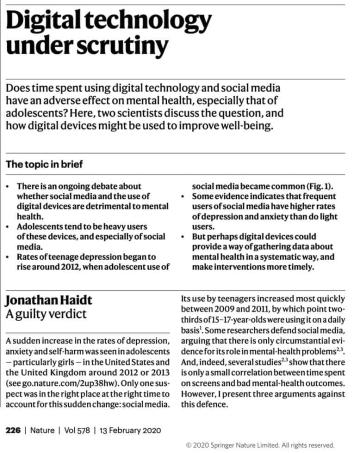 Digital technology
under scrutiny
Does time spent using digital technology and social media
have an adverse effect on mental health, especially that of
adolescents? Here, two scientists discuss the question, and
how digital devices might be used to improve well-being.
The topic in brief
• There is an ongoing debate about
whether social media and the use of
digital devices are detrimental to mental
health.
• Adolescents tend to be heavy users
of these devices, and especially of social
media.
• Rates of teenage depression began to
rise around 2012, when adolescent use of
social media became common (Fig. 1).
• Some evidence indicates that frequent
users of social media have higher rates
of depression and anxiety than do light
users.
• But perhaps digital devices could
provide a way of gathering data about
mental health in a systematic way, and
make interventions more timely.
Jonathan Haidt
A guilty verdict
A sudden increase in the rates of depression,
anxiety and self-harm was seen in adolescents
— particularly girls — in the United States and
the United Kingdom around 2012 or 2013
(see go.nature.com/2up38hw). Only one sus-
pect was in the right place at the right time to
account for this sudden change: social media.
Its use by teenagers increased most quickly
between 2009 and 2011, by which point two-
thirds of 15–17-year-olds were using it on a daily
basis¹. Some researchers defend social media,
arguing that there is only circumstantial evi-
dence for its role in mental-health problems²,³.
And, indeed, several studies²,³ show that there
is only a small correlation between time spent
on screens and bad mental-health outcomes.
However, I present three arguments against
this defence.
226 | Nature | Vol 578 | 13 February 2020
© 2020 Springer Nature Limited. All rights reserved.